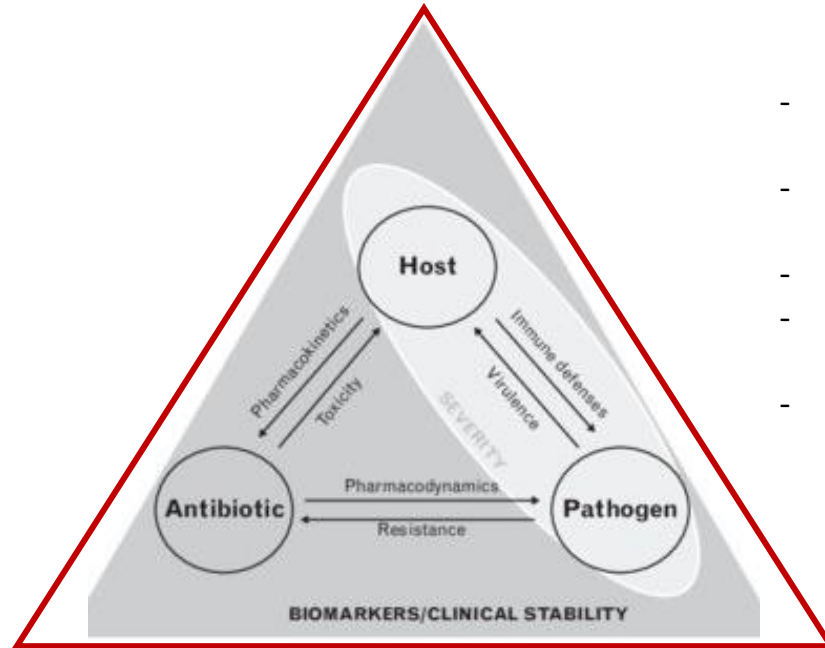 -
-
-
-
-
Host
Pharmacokinetics
Toxicity
Immune defenses
Virulence
SEVERITY
Antibiotic
Pharmacodynamics
Resistance
Pathogen
BIOMARKERS/CLINICAL STABILITY